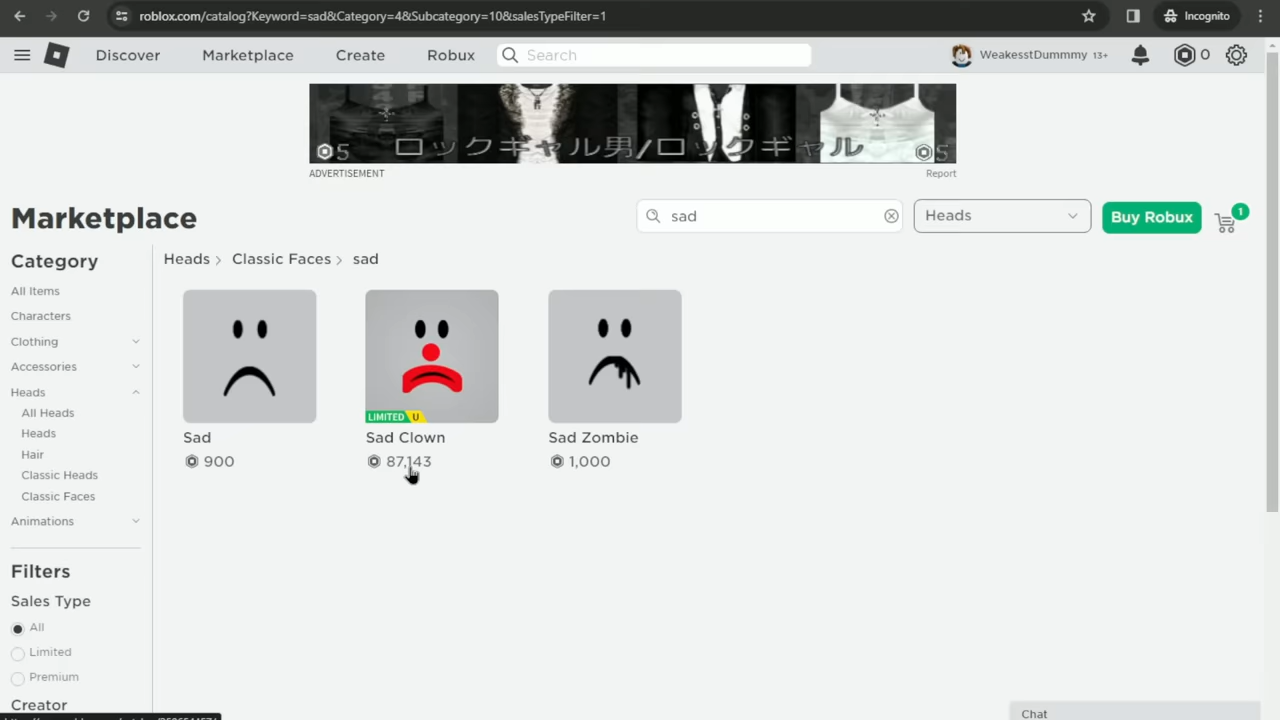 roblox.com/catalog?Keyword=sad&Category=4&Subcategory=10&salesTypeFilter=1
Incognito
Discover
Marketplace
Create
Robux
Search
WeakesstDummmy 13+
0
5
ロックギャル男/ロックギャル
5
ADVERTISEMENT
Report
Marketplace
sad
Heads
Buy Robux
1
Category
Heads > Classic Faces > sad
All Items
Characters
Clothing
Accessories
Heads
All Heads
Heads
Hair
Classic Heads
Classic Faces
Animations
LIMITED U
Sad
Sad Clown
Sad Zombie
900
87,143
1,000
Filters
Sales Type
All
Limited
Premium
Creator
Chat